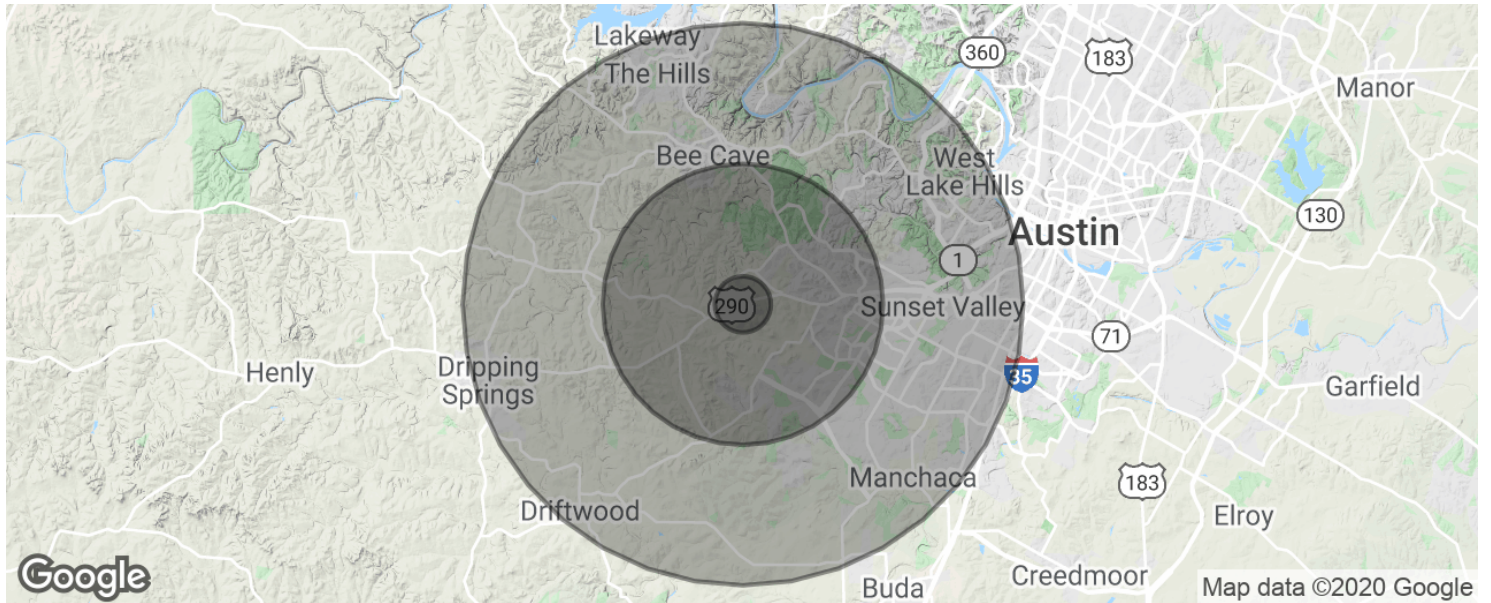 Lakeway
360
183
The Hills
Manor
Bee Cave
West
Lake Hills
130
Austin
1
290
Sunset Valley
71
Henly
Dripping
Springs
35
Garfield
Manchaca
183
Driftwood
Elroy
Creedmoor
Buda
Google
Map data ©2020 Google